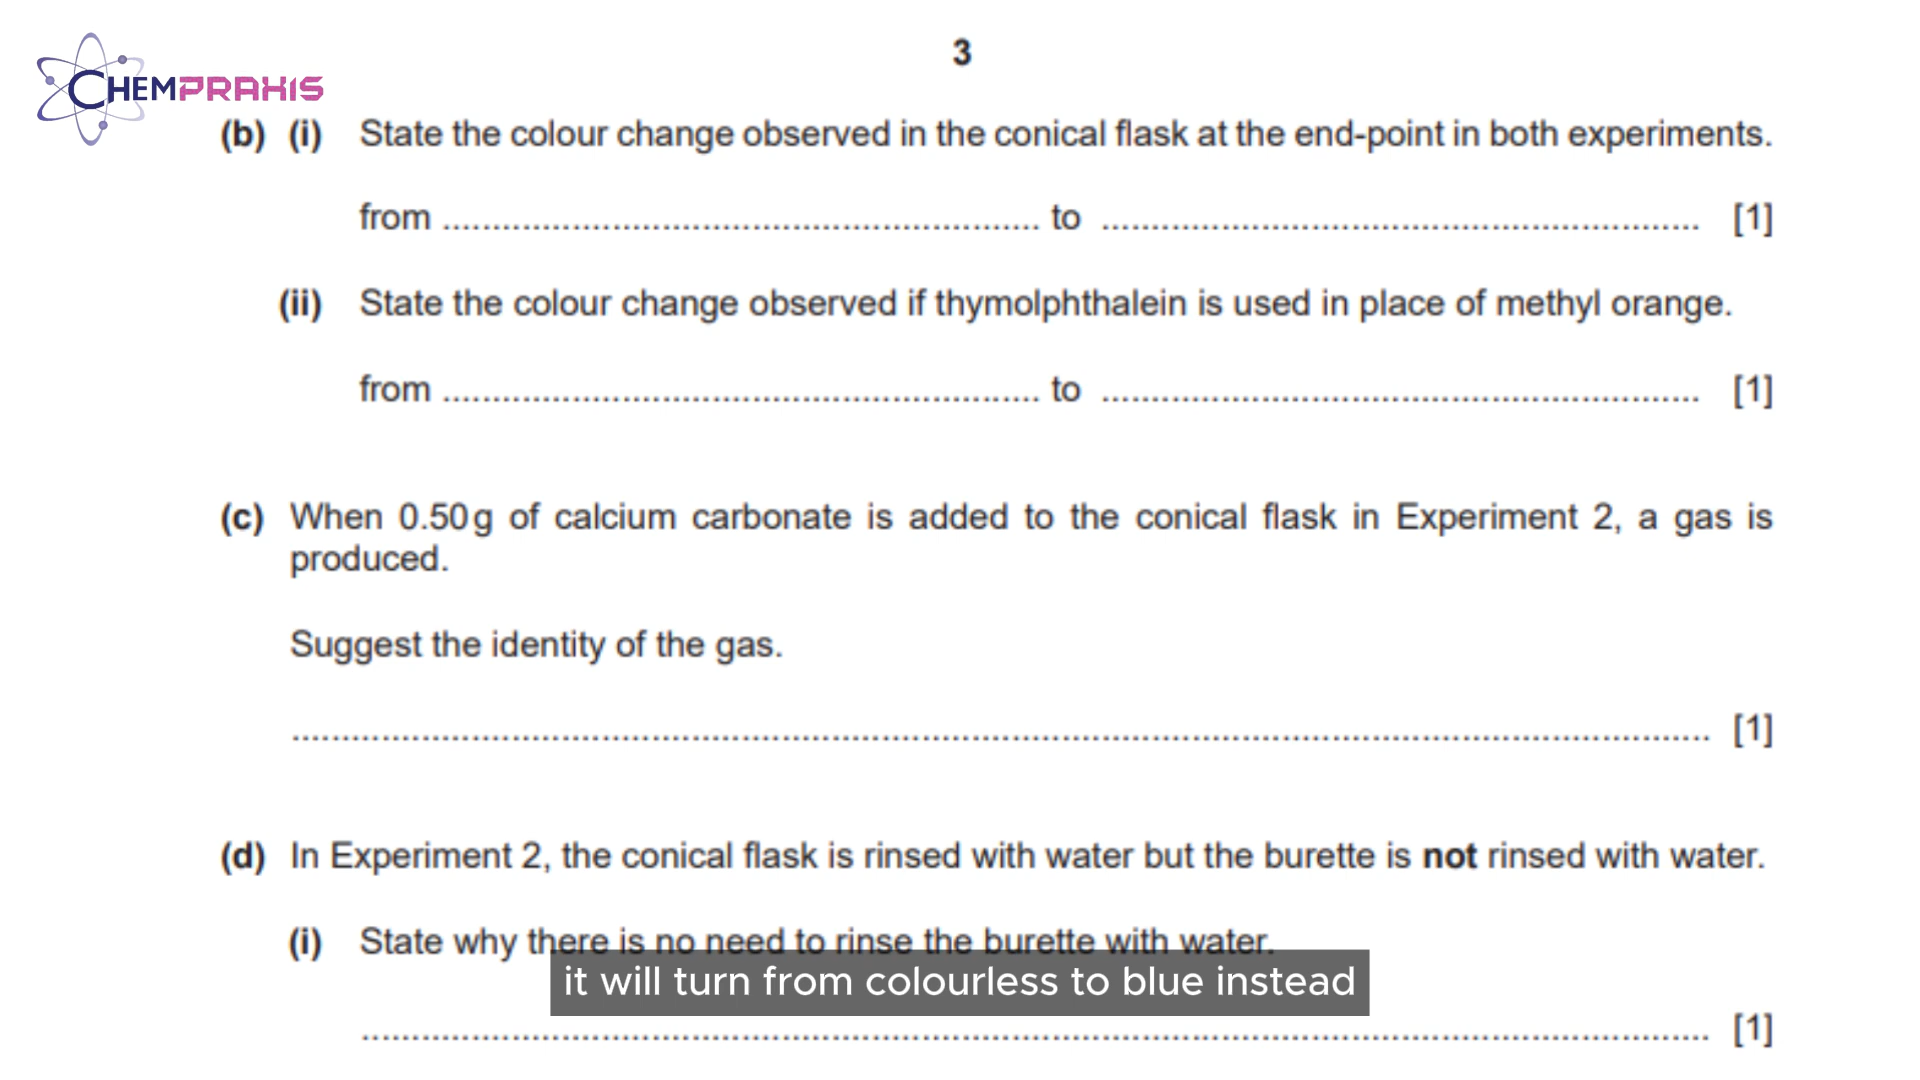 CHEMPRAXIS
3
(b) (i) State the colour change observed in the conical flask at the end-point in both experiments.
from ............................................................ to ............................................................ [1]
(ii) State the colour change observed if thymolphthalein is used in place of methyl orange.
from ............................................................ to ............................................................ [1]
(c) When 0.50g of calcium carbonate is added to the conical flask in Experiment 2, a gas is
produced.
Suggest the identity of the gas.
.............................................................................................................................................. [1]
(d) In Experiment 2, the conical flask is rinsed with water but the burette is not rinsed with water.
(i) State why there is no need to rinse the burette with water.
it will turn from colourless to blue instead
....................................................................................................................................... [1]